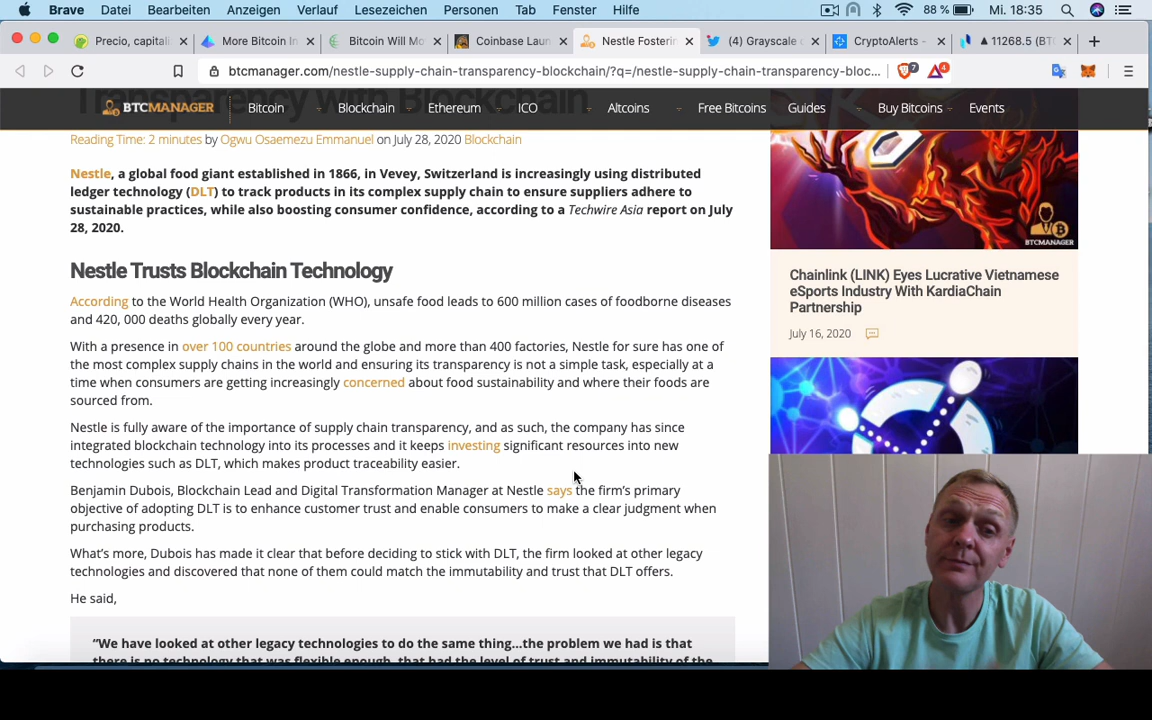 Brave Datei Bearbeiten Anzeigen Verlauf Lesezeichen Personen Tab Fenster Hilfe 88 % Mi. 18:35
Precio, capitali More Bitcoin In Bitcoin Will Mo Coinbase Laun Nestle Fosterin (4) Grayscale CryptoAlerts - ▲ 11268.5 (BT
btcmanager.com/nestle-supply-chain-transparency-blockchain/?q=/nestle-supply-chain-transparency-bloc... 7 4
BTCMANAGER Bitcoin Blockchain Ethereum ICO Altcoins Free Bitcoins Guides Buy Bitcoins Events
Reading Time: 2 minutes by Ogwu Osaemezu Emmanuel on July 28, 2020 Blockchain
Nestle, a global food giant established in 1866, in Vevey, Switzerland is increasingly using distributed
ledger technology (DLT) to track products in its complex supply chain to ensure suppliers adhere to
sustainable practices, while also boosting consumer confidence, according to a Techwire Asia report on July
28, 2020.
Nestle Trusts Blockchain Technology
According to the World Health Organization (WHO), unsafe food leads to 600 million cases of foodborne diseases
and 420, 000 deaths globally every year.
With a presence in over 100 countries around the globe and more than 400 factories, Nestle for sure has one of
the most complex supply chains in the world and ensuring its transparency is not a simple task, especially at a
time when consumers are getting increasingly concerned about food sustainability and where their foods are
sourced from.
Nestle is fully aware of the importance of supply chain transparency, and as such, the company has since
integrated blockchain technology into its processes and it keeps investing significant resources into new
technologies such as DLT, which makes product traceability easier.
Benjamin Dubois, Blockchain Lead and Digital Transformation Manager at Nestle says the firm's primary
objective of adopting DLT is to enhance customer trust and enable consumers to make a clear judgment when
purchasing products.
What's more, Dubois has made it clear that before deciding to stick with DLT, the firm looked at other legacy
technologies and discovered that none of them could match the immutability and trust that DLT offers.
He said,
"We have looked at other legacy technologies to do the same thing...the problem we had is that
there is no technology that was flexible enough, that had the level of trust and immutability of the
BTCMANAGER
Chainlink (LINK) Eyes Lucrative Vietnamese
eSports Industry With KardiaChain
Partnership
July 16, 2020